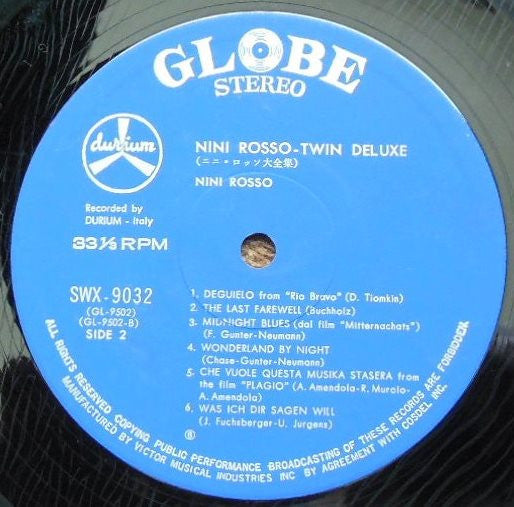 GLOBE
STEREO
durium
NINI ROSSO-TWIN DELUXE
(ニニ・ロッソ大全集)
NINI ROSSO
Recorded by
DURIUM - Italy
33⅓ RPM
SWX-9032
(GL-9502)
(GL-9502-B)
SIDE 2
1. DEGUIELO from "Rio Bravo" (D. Tiomkin)
2. THE LAST FAREWELL (Buchholz)
3. MIDNIGHT BLUES (dal film "Mitternachats")
(F. Gunter-Neumann)
4. WONDERLAND BY NIGHT
(Chase-Gunter-Neumann)
5. CHE VUOLE QUESTA MUSIKA STASERA from
the film "PLAGIO" (A. Amendola-R. Murolo-
A. Amendola)
6. WAS ICH DIR SAGEN WILL
(J. Fuchsberger-U. Jurgens)
ALL RIGHTS RESERVED COPYING PUBLIC PERFORMANCE BROADCASTING OF THESE RECORDS ARE FORBIDDEN
MANUFACTURED BY VICTOR MUSICAL INDUSTRIES INC BY AGREEMENT WITH COSDEL INC.